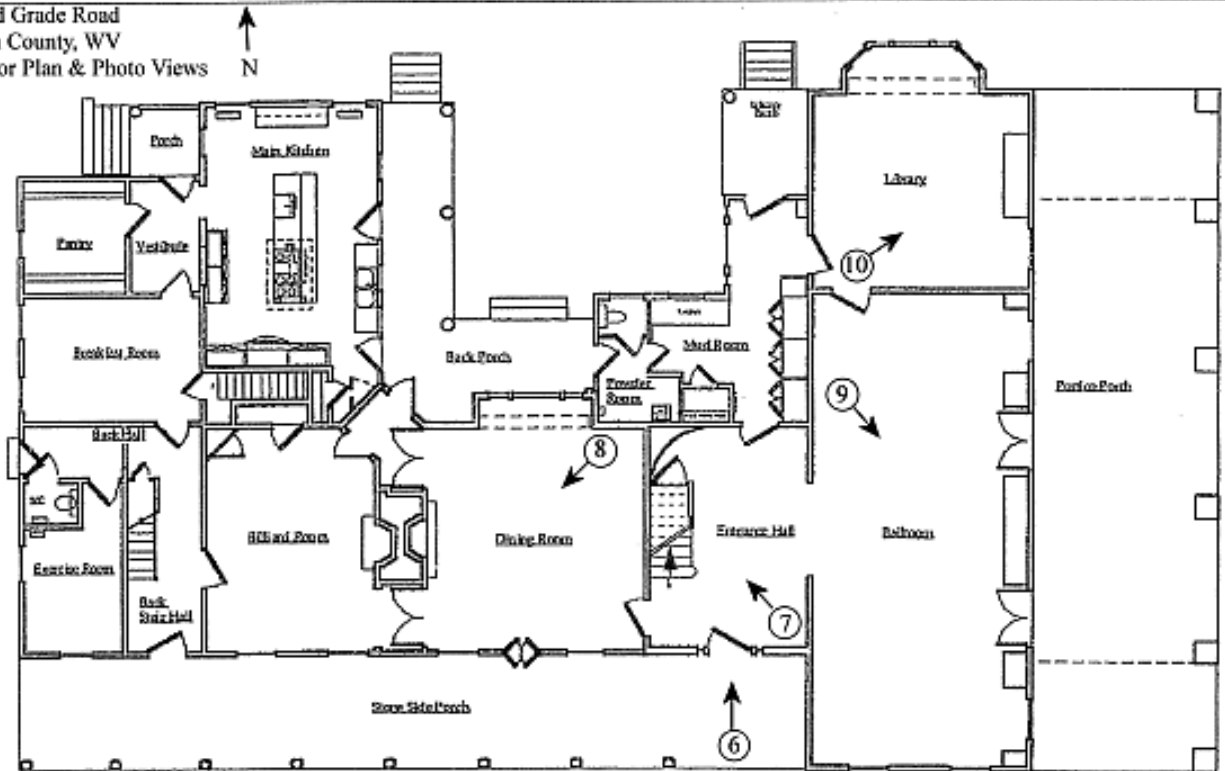 d Grade Road
County, WV
or Plan & Photo Views
N
Porch
Main Kitchen
Library
Pantry
Vestibule
10
Breakfast Room
Back Porch
Mud Room
Powder
Room
Portico Porch
9
Back Hall
8
Billiard Room
Dining Room
Entrance Hall
Ballroom
Exercise Room
Back
Stair Hall
7
Stone Side Porch
6